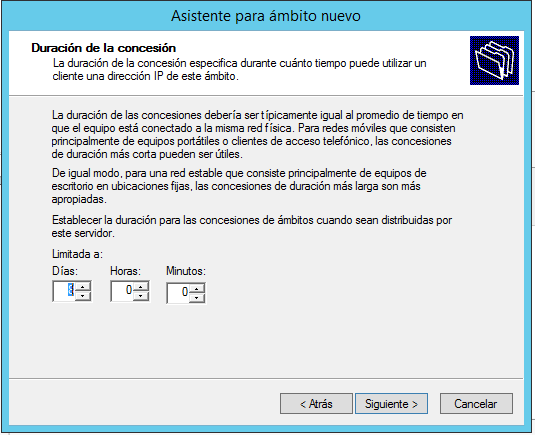 Asistente para ámbito nuevo
Duración de la concesión
La duración de la concesión especifica durante cuánto tiempo puede utilizar un
cliente una dirección IP de este ámbito.
La duración de las concesiones debería ser típicamente igual al promedio de tiempo en
que el equipo está conectado a la misma red física. Para redes móviles que consisten
principalmente de equipos portátiles o clientes de acceso telefónico, las concesiones
de duración más corta pueden ser útiles.
De igual modo, para una red estable que consiste principalmente de equipos de
escritorio en ubicaciones fijas, las concesiones de duración más larga son más
apropiadas.
Establecer la duración para las concesiones de ámbitos cuando sean distribuidas por
este servidor.
Limitada a:
Días: Horas: Minutos:
0 0
< Atrás Siguiente > Cancelar